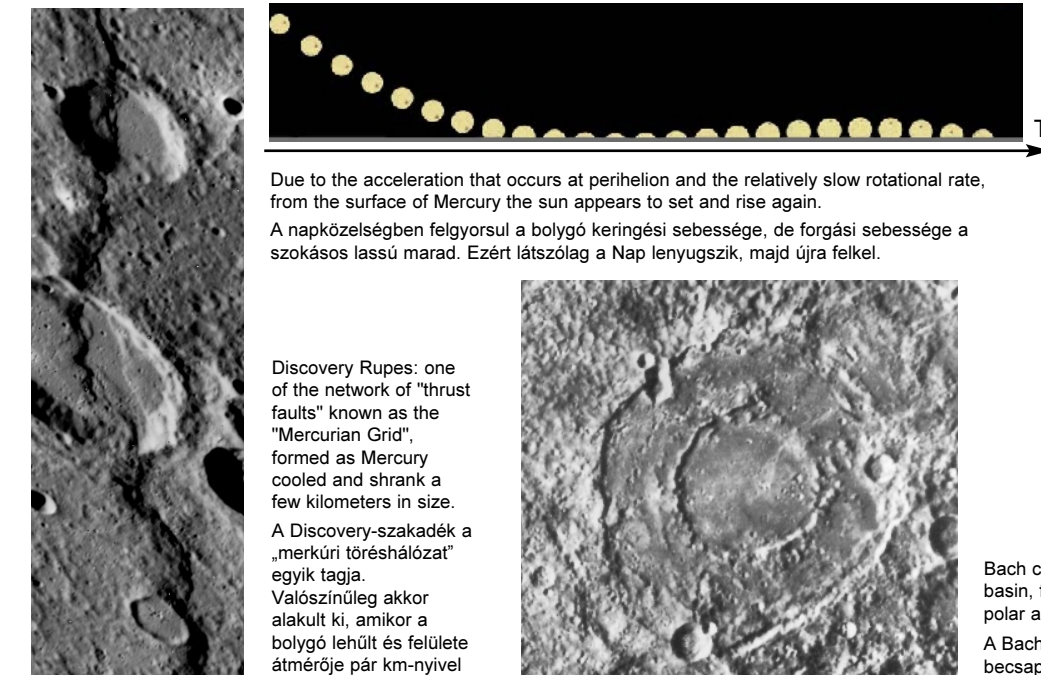 T
Due to the acceleration that occurs at perihelion and the relatively slow rotational rate,
from the surface of Mercury the sun appears to set and rise again.
A napközelségben felgyorsul a bolygó keringési sebessége, de forgási sebessége a
szokásos lassú marad. Ezért látszólag a Nap lenyugszik, majd újra felkel.
Discovery Rupes: one
of the network of "thrust
faults" known as the
"Mercurian Grid",
formed as Mercury
cooled and shrank a
few kilometers in size.
A Discovery-szakadék a
„merkúri töréshálózat”
egyik tagja.
Valószínűleg akkor
alakult ki, amikor a
bolygó lehűlt és felülete
átmérője pár km-nyivel
Bach c
basin, f
polar a
A Bach
becsap